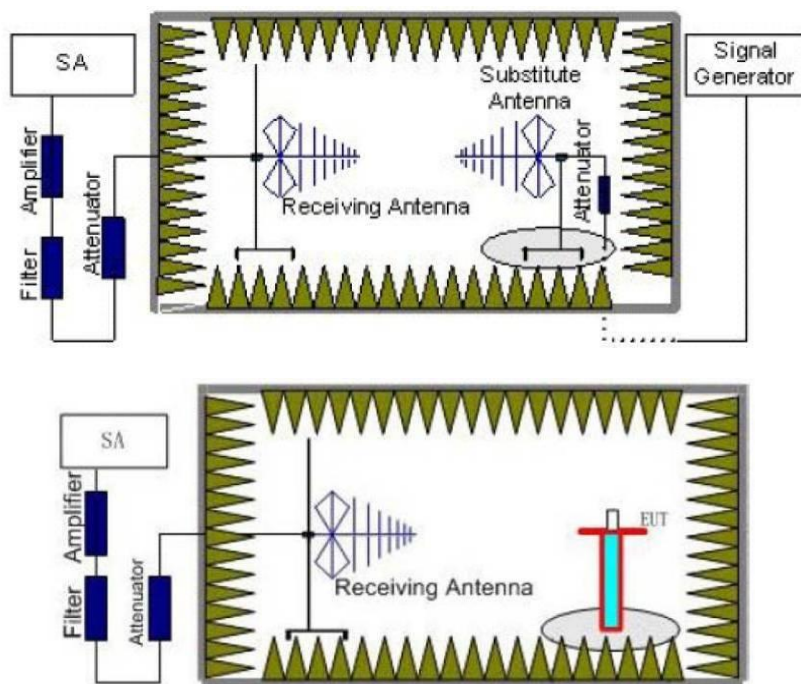 SA
Amplifier
Filter
Attenuator
Receiving Antenna
Substitute
Antenna
Attenuator
Signal
Generator
SA
Amplifier
Filter
Attenuator
Receiving Antenna
EUT